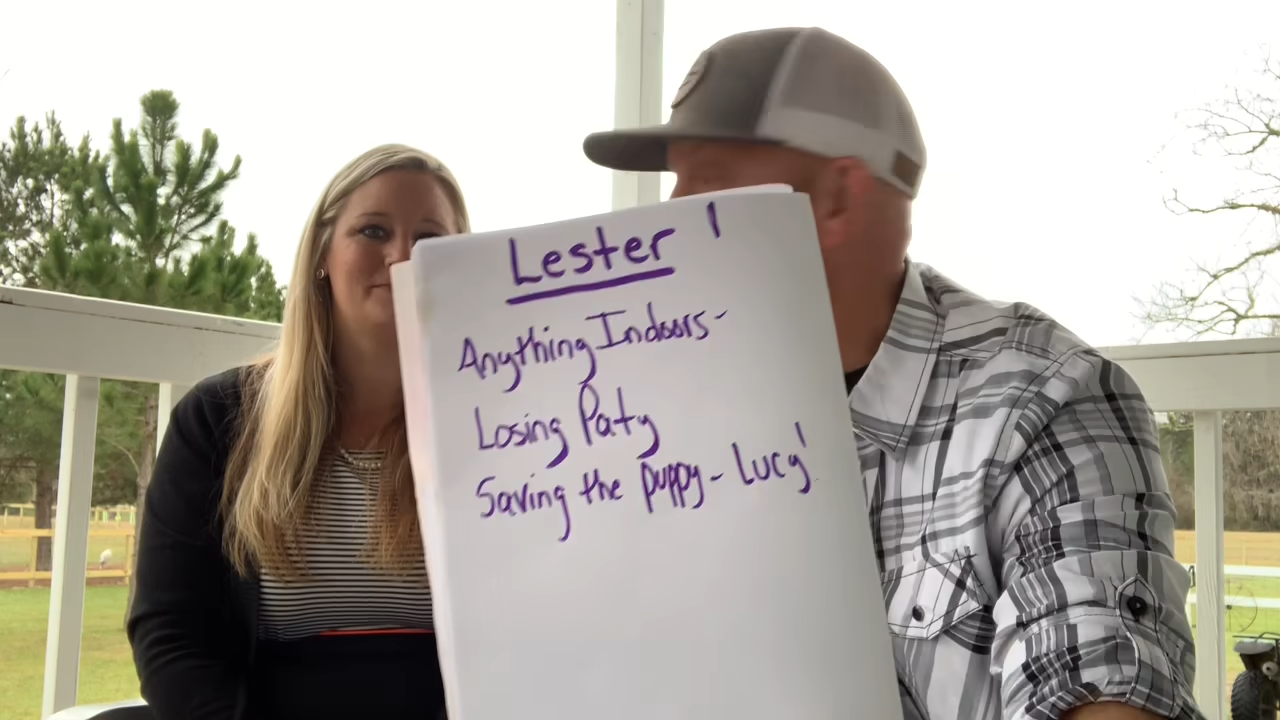 Lester '
Anything Indoors-
Losing Paty
Saving the puppy - Lucy!